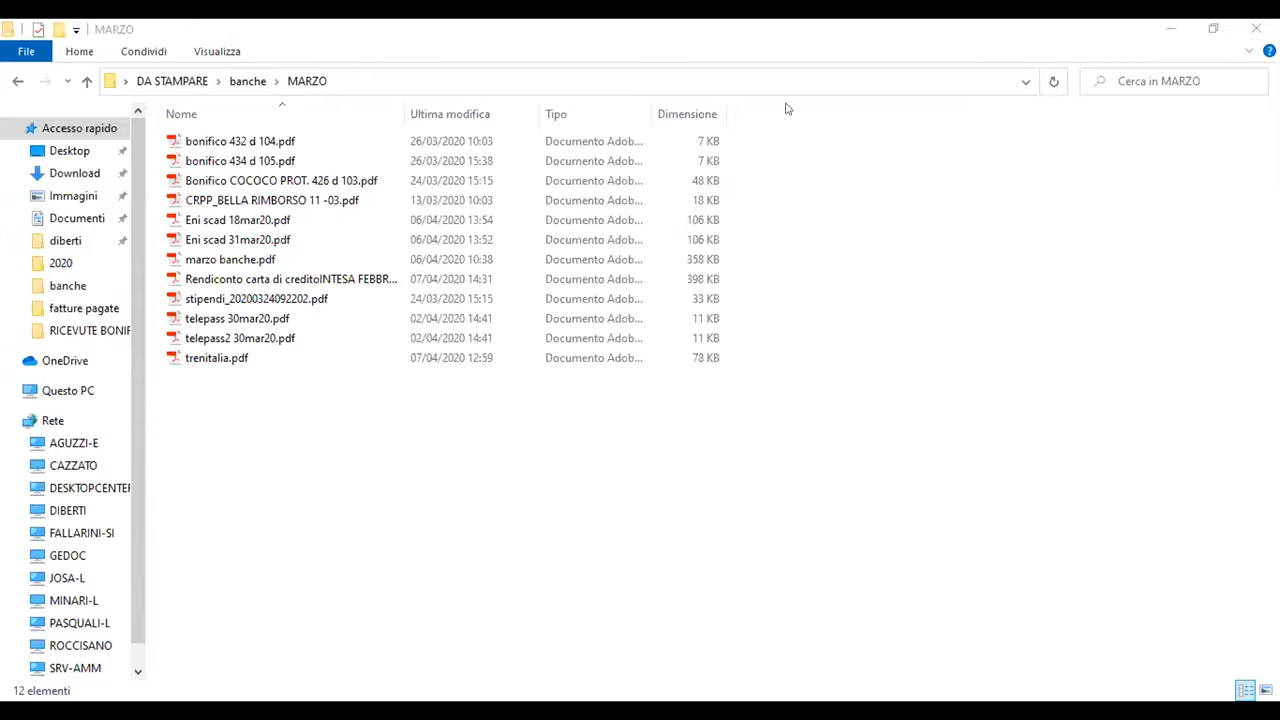 MARZO
File Home Condividi Visualizza
DA STAMPARE banche MARZO Cerca in MARZO
Nome Ultima modifica Tipo Dimensione
bonifico 432 d 104.pdf 26/03/2020 10:03 Documento Adob... 7 KB
bonifico 434 d 105.pdf 26/03/2020 15:38 Documento Adob... 7 KB
Bonifico COCOCO PROT. 426 d 103.pdf 24/03/2020 15:15 Documento Adob... 48 KB
CRPP_BELLA RIMBORSO 11 -03.pdf 13/03/2020 10:03 Documento Adob... 18 KB
Eni scad 18mar20.pdf 06/04/2020 13:54 Documento Adob... 106 KB
Eni scad 31mar20.pdf 06/04/2020 13:52 Documento Adob... 106 KB
marzo banche.pdf 06/04/2020 10:38 Documento Adob... 358 KB
Rendiconto carta di creditoINTESA FEBBR... 07/04/2020 14:31 Documento Adob... 398 KB
stipendi_20200324092202.pdf 24/03/2020 15:15 Documento Adob... 33 KB
telepass 30mar20.pdf 02/04/2020 14:41 Documento Adob... 11 KB
telepass2 30mar20.pdf 02/04/2020 14:41 Documento Adob... 11 KB
trenitalia.pdf 07/04/2020 12:59 Documento Adob... 78 KB
Accesso rapido
Desktop
Download
Immagini
Documenti
diberti
2020
banche
fatture pagate
RICEVUTE BONIF
OneDrive
Questo PC
Rete
AGUZZI-E
CAZZATO
DESKTOPCENTER
DIBERTI
FALLARINI-SI
GEDOC
JOSA-L
MINARI-L
PASQUALI-L
ROCCISANO
SRV-AMM
12 elementi